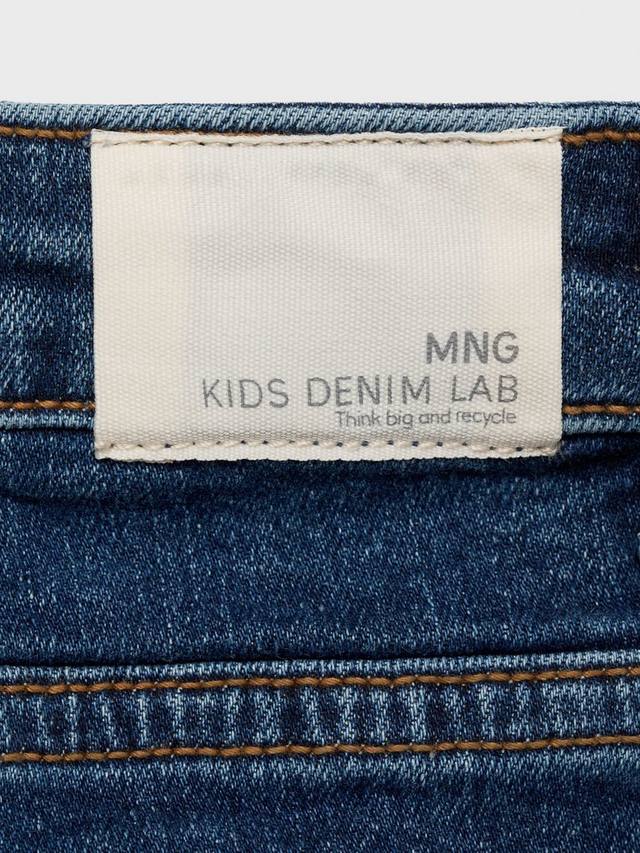 MNG
KIDS DENIM LAB
Think big and recycle